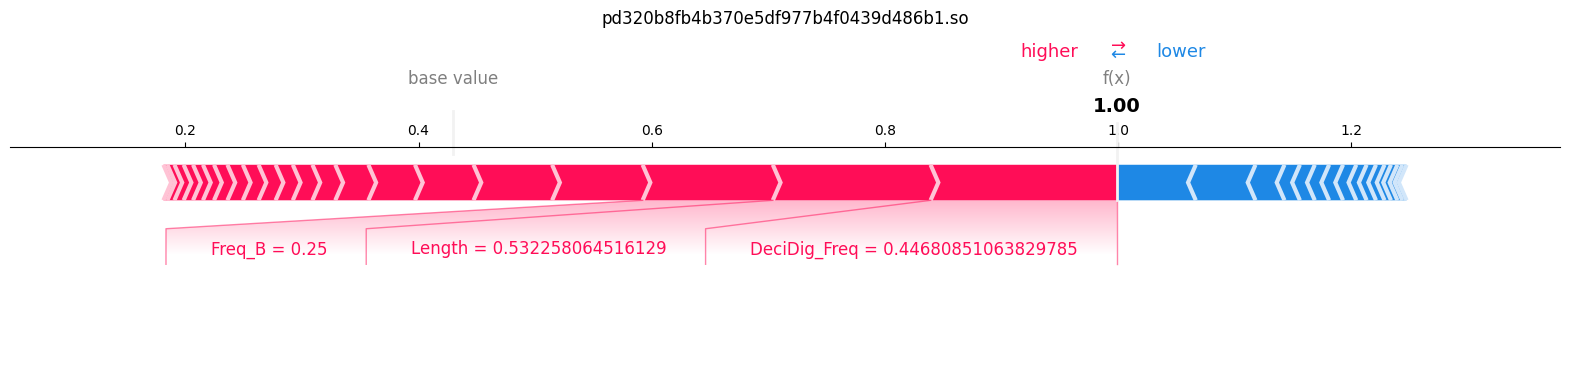 pd320b8fb4b370e5df977b4f0439d486b1.so
higher ⇄ lower
base value f(x)
1.00
0.2 0.4 0.6 0.8 1.0 1.2
Freq_B = 0.25 Length = 0.532258064516129 DeciDig_Freq = 0.44680851063829785